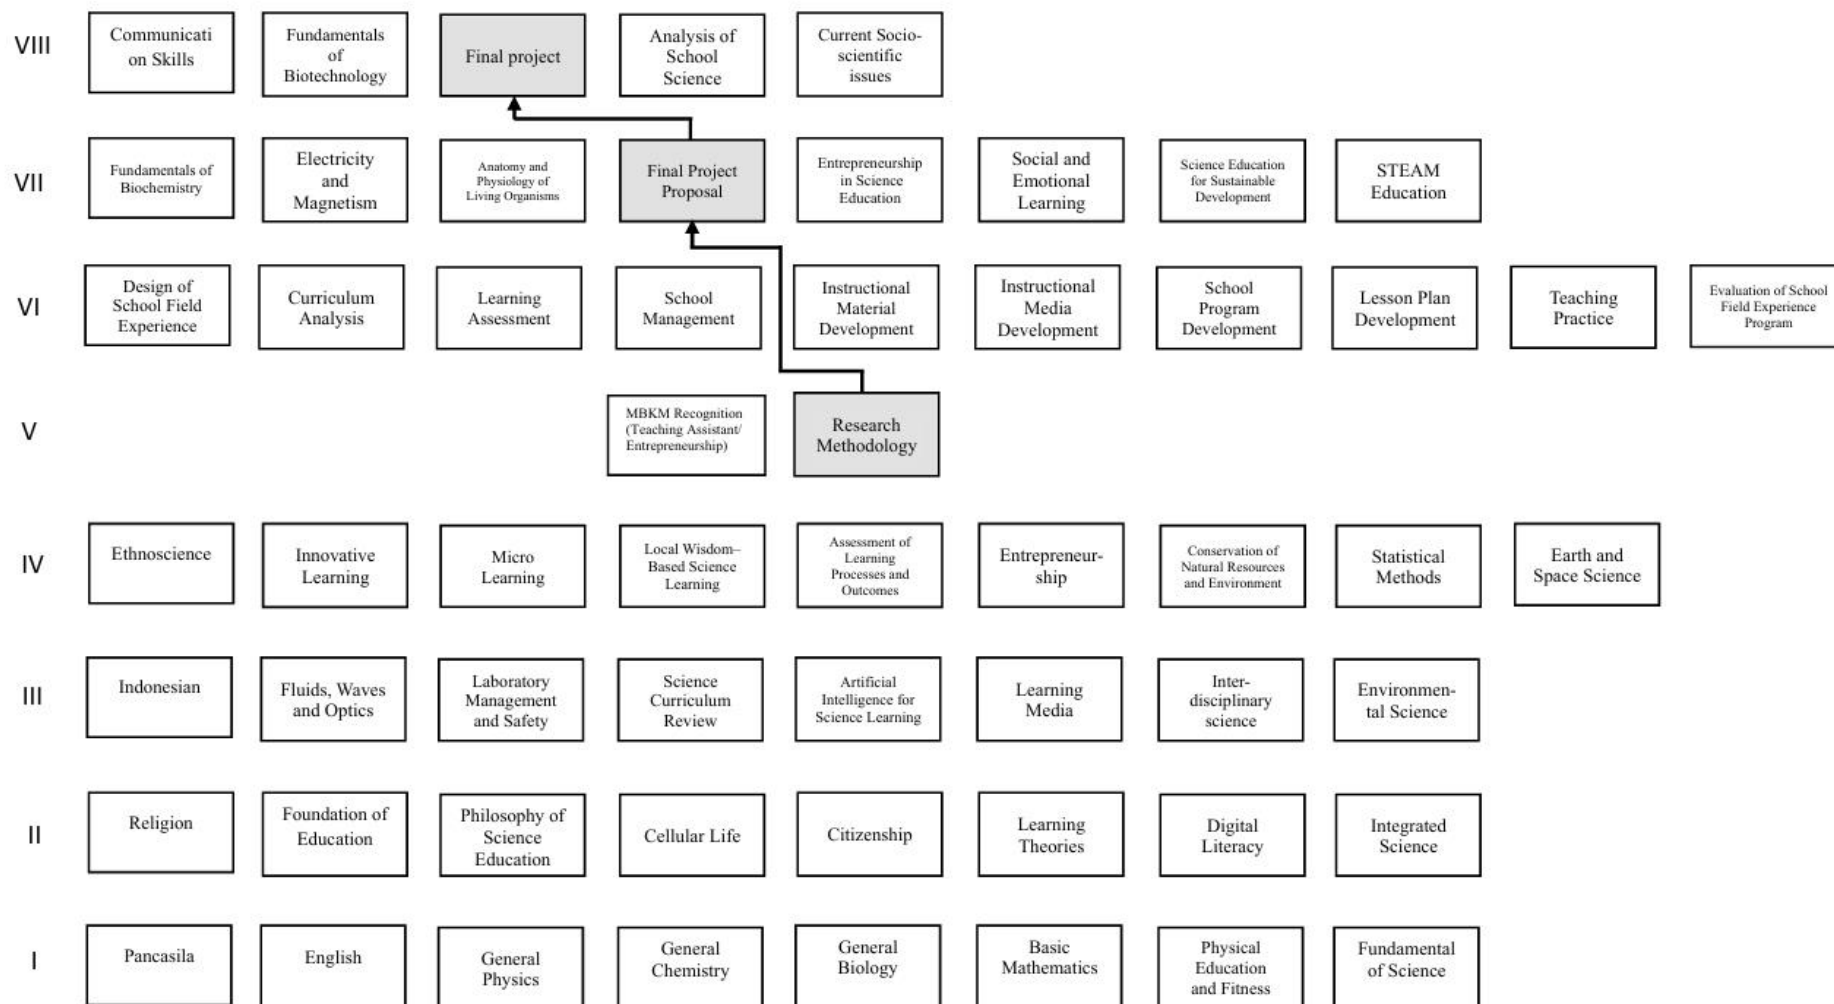 VIII
Communicati
on Skills
Fundamentals
of
Biotechnology
Final project
Analysis of
School
Science
Current Socio-
scientific
issues
VII
Fundamentals of
Biochemistry
Electricity
and
Magnetism
Anatomy and
Physiology of
Living Organisms
Final Project
Proposal
Entrepreneurship
in Science
Education
Social and
Emotional
Learning
Science Education
for Sustainable
Development
STEAM
Education
VI
Design of
School Field
Experience
Curriculum
Analysis
Learning
Assessment
School
Management
Instructional
Material
Development
Instructional
Media
Development
School
Program
Development
Lesson Plan
Development
Teaching
Practice
Evaluation of School
Field Experience
Program
V
MBKM Recognition
(Teaching Assistant/
Entrepreneurship)
Research
Methodology
IV
Ethnoscience
Innovative
Learning
Micro
Learning
Local Wisdom–
Based Science
Learning
Assessment of
Learning
Processes and
Outcomes
Entrepreneur-
ship
Conservation of
Natural Resources
and Environment
Statistical
Methods
Earth and
Space Science
III
Indonesian
Fluids, Waves
and Optics
Laboratory
Management
and Safety
Science
Curriculum
Review
Artificial
Intelligence for
Science Learning
Learning
Media
Inter-
disciplinary
science
Environmen-
tal Science
II
Religion
Foundation of
Education
Philosophy of
Science
Education
Cellular Life
Citizenship
Learning
Theories
Digital
Literacy
Integrated
Science
I
Pancasila
English
General
Physics
General
Chemistry
General
Biology
Basic
Mathematics
Physical
Education
and Fitness
Fundamental
of Science